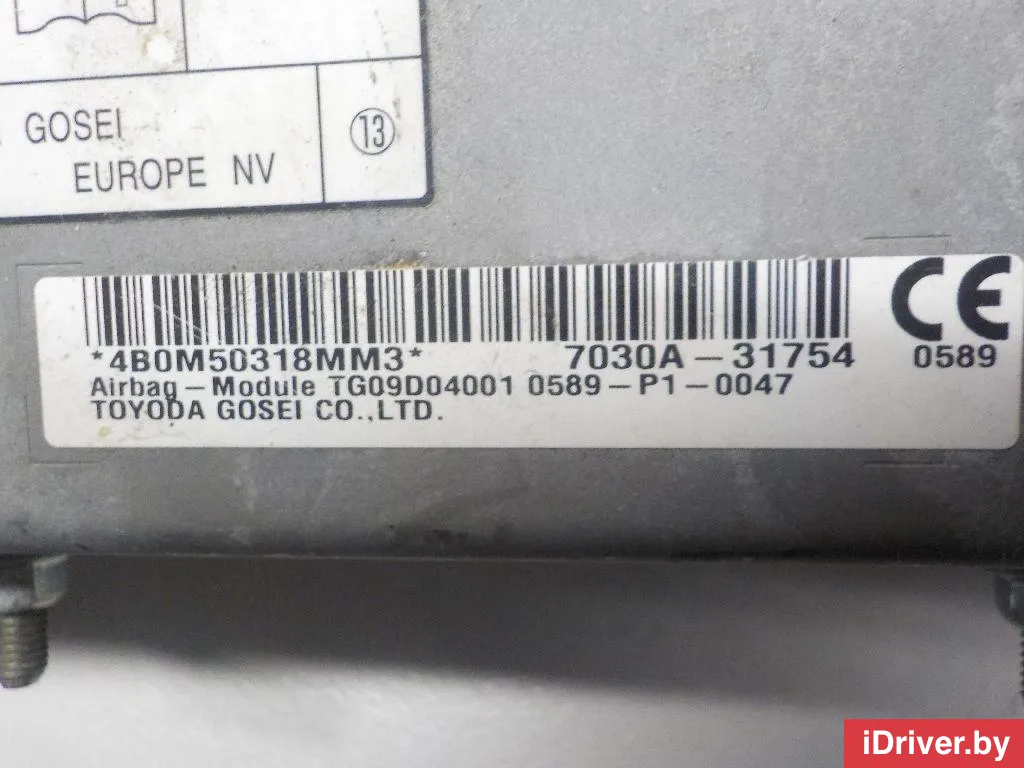 GOSEI
EUROPE NV
13
*4B0M50318MM3* 7030A-31754
CE
0589
Airbag-Module TG09D04001 0589-P1-0047
TOYODA GOSEI CO.,LTD.
iDriver.by